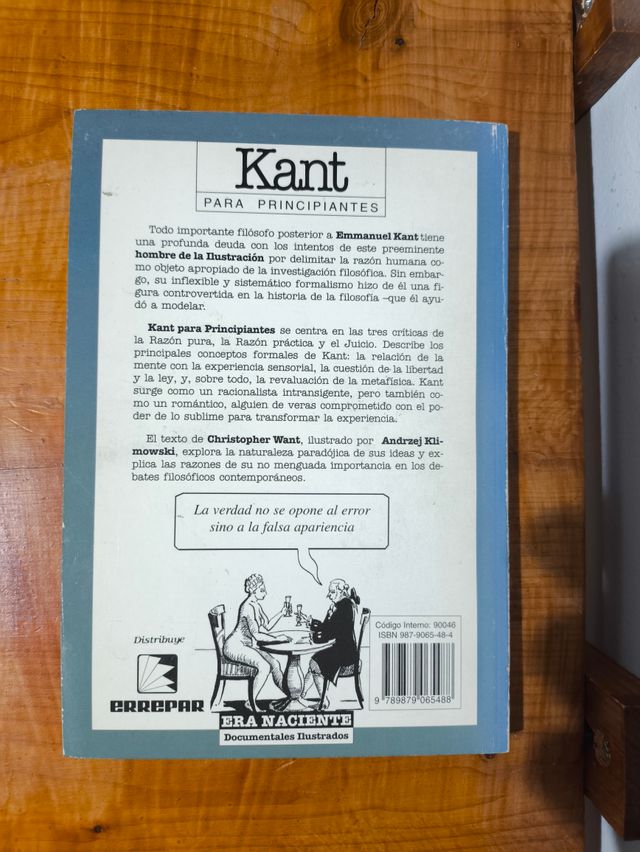 Kant
PARA PRINCIPIANTES
Todo importante filósofo posterior a Emmanuel Kant tiene
una profunda deuda con los intentos de este preeminente
hombre de la Ilustración por delimitar la razón humana co-
mo objeto apropiado de la investigación filosófica. Sin embar-
go, su inflexible y sistemático formalismo hizo de él una fi-
gura controvertida en la historia de la filosofía –que él ayu-
dó a modelar.
Kant para Principiantes se centra en las tres críticas de
la Razón pura, la Razón práctica y el Juicio. Describe los
principales conceptos formales de Kant: la relación de la
mente con la experiencia sensorial, la cuestión de la libertad
y la ley, y, sobre todo, la revaluación de la metafísica. Kant
surge como un racionalista intransigente, pero también co-
mo un romántico, alguien de veras comprometido con el po-
der de lo sublime para transformar la experiencia.
El texto de Christopher Want, ilustrado por Andrzej Kli-
mowski, explora la naturaleza paradójica de sus ideas y ex-
plica las razones de su no menguada importancia en los de-
bates filosóficos contemporáneos.
La verdad no se opone al error
sino a la falsa apariencia
Distribuye
ERREPAR
Código Interno: 90046
ISBN 987-9065-48-4
9 789879 065488
ERA NACIENTE
Documentales Ilustrados